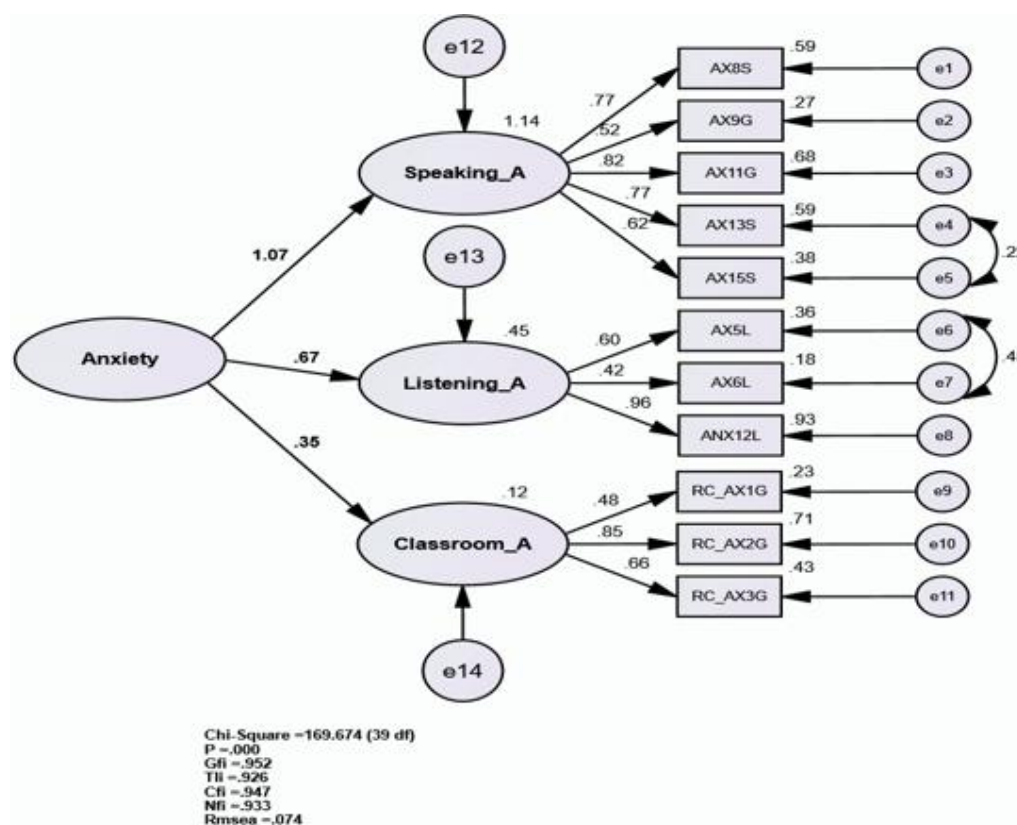 e12
.59
AX8S
e1
.77
1.14
.27
AX9G
e2
.52
Speaking_A
.82
.68
AX11G
e3
.77
.59
AX13S
e4
.62
1.07
e13
.38
AX15S
e5
.36
AX5L
e6
.45
.60
Anxiety
.67
Listening_A
.42
.18
AX6L
e7
.96
.93
ANX12L
e8
.35
.23
RC_AX1G
e9
.12
.48
.71
Classroom_A
.85
RC_AX2G
e10
.66
.43
RC_AX3G
e11
e14
Chi-Square =169.674 (39 df)
P =.000
Gfi =.952
Tli =.926
Cfi =.947
Nfi =.933
Rmsea =.074